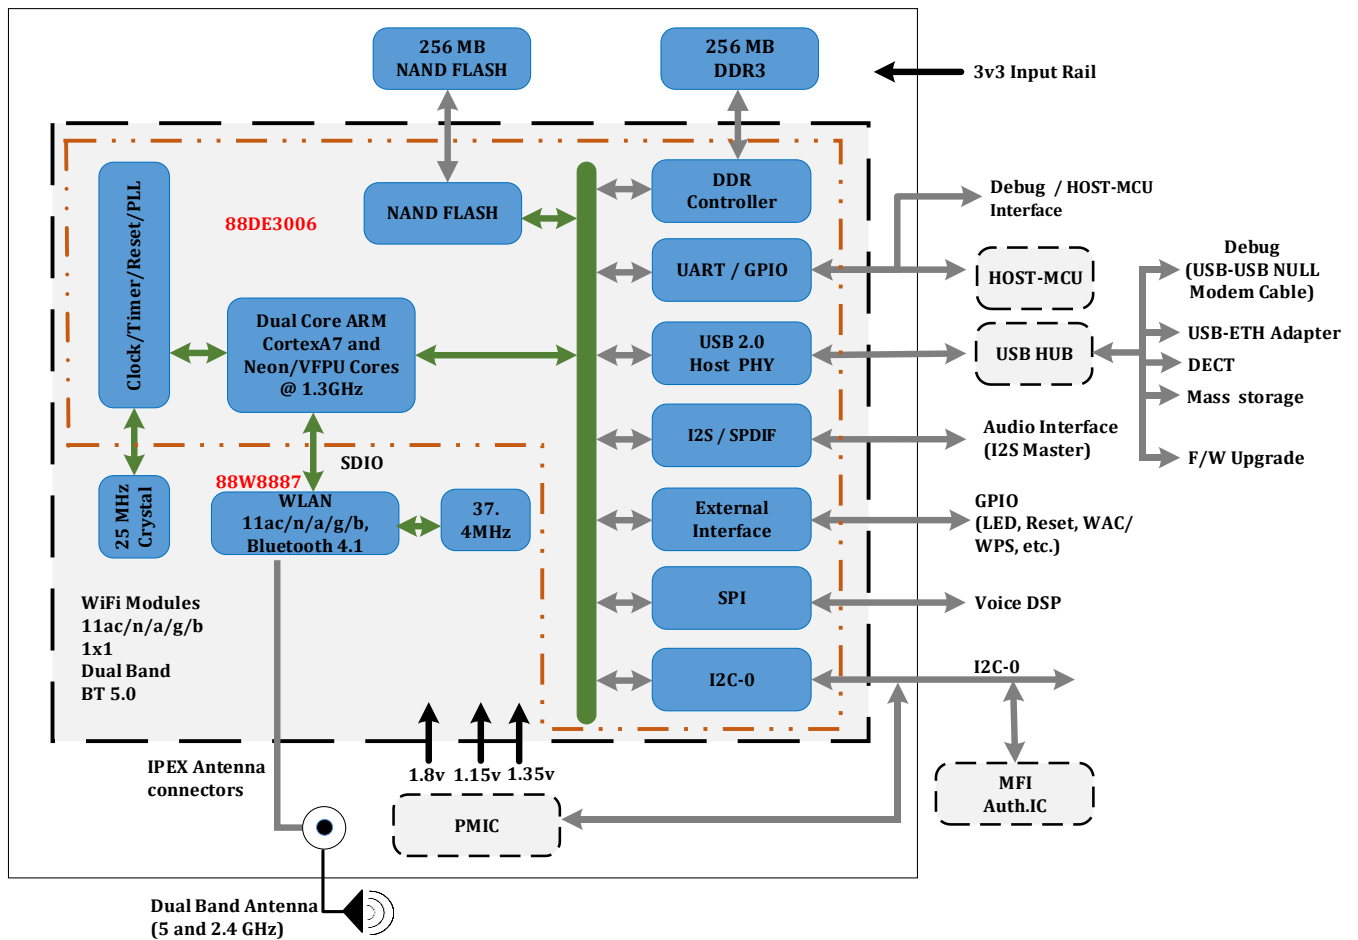 256 MB
NAND FLASH
256 MB
DDR3
3v3 Input Rail
Clock/Timer/Reset/PLL
88DE3006
NAND FLASH
DDR
Controller
Debug / HOST-MCU
Interface
UART / GPIO
HOST-MCU
Debug
(USB-USB NULL
Modem Cable)
Dual Core ARM
CortexA7 and
Neon/VFPU Cores
@ 1.3GHz
USB 2.0
Host PHY
USB HUB
USB-ETH Adapter
DECT
Mass storage
F/W Upgrade
I2S / SPDIF
Audio Interface
(I2S Master)
SDIO
25 MHz
Crystal
88W8887
WLAN
11ac/n/a/g/b,
Bluetooth 4.1
37.
4MHz
External
Interface
GPIO
(LED, Reset, WAC/
WPS, etc.)
SPI
Voice DSP
WiFi Modules
11ac/n/a/g/b
1x1
Dual Band
BT 5.0
I2C-0
I2C-0
1.8v
1.15v
1.35v
IPEX Antenna
connectors
PMIC
MFI
Auth.IC
Dual Band Antenna
(5 and 2.4 GHz)